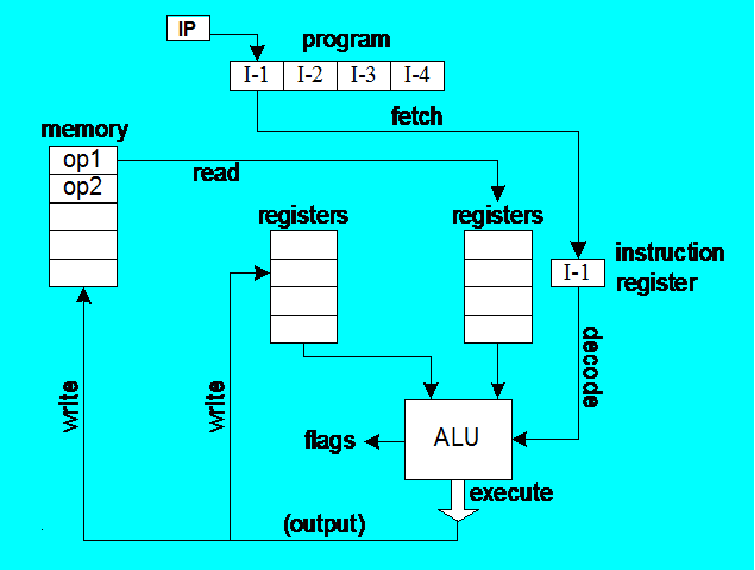 IP
program
I-1 I-2 I-3 I-4
fetch
memory
op1
op2
read
registers
registers
instruction
register
I-1
decode
write
write
flags
ALU
execute
(output)